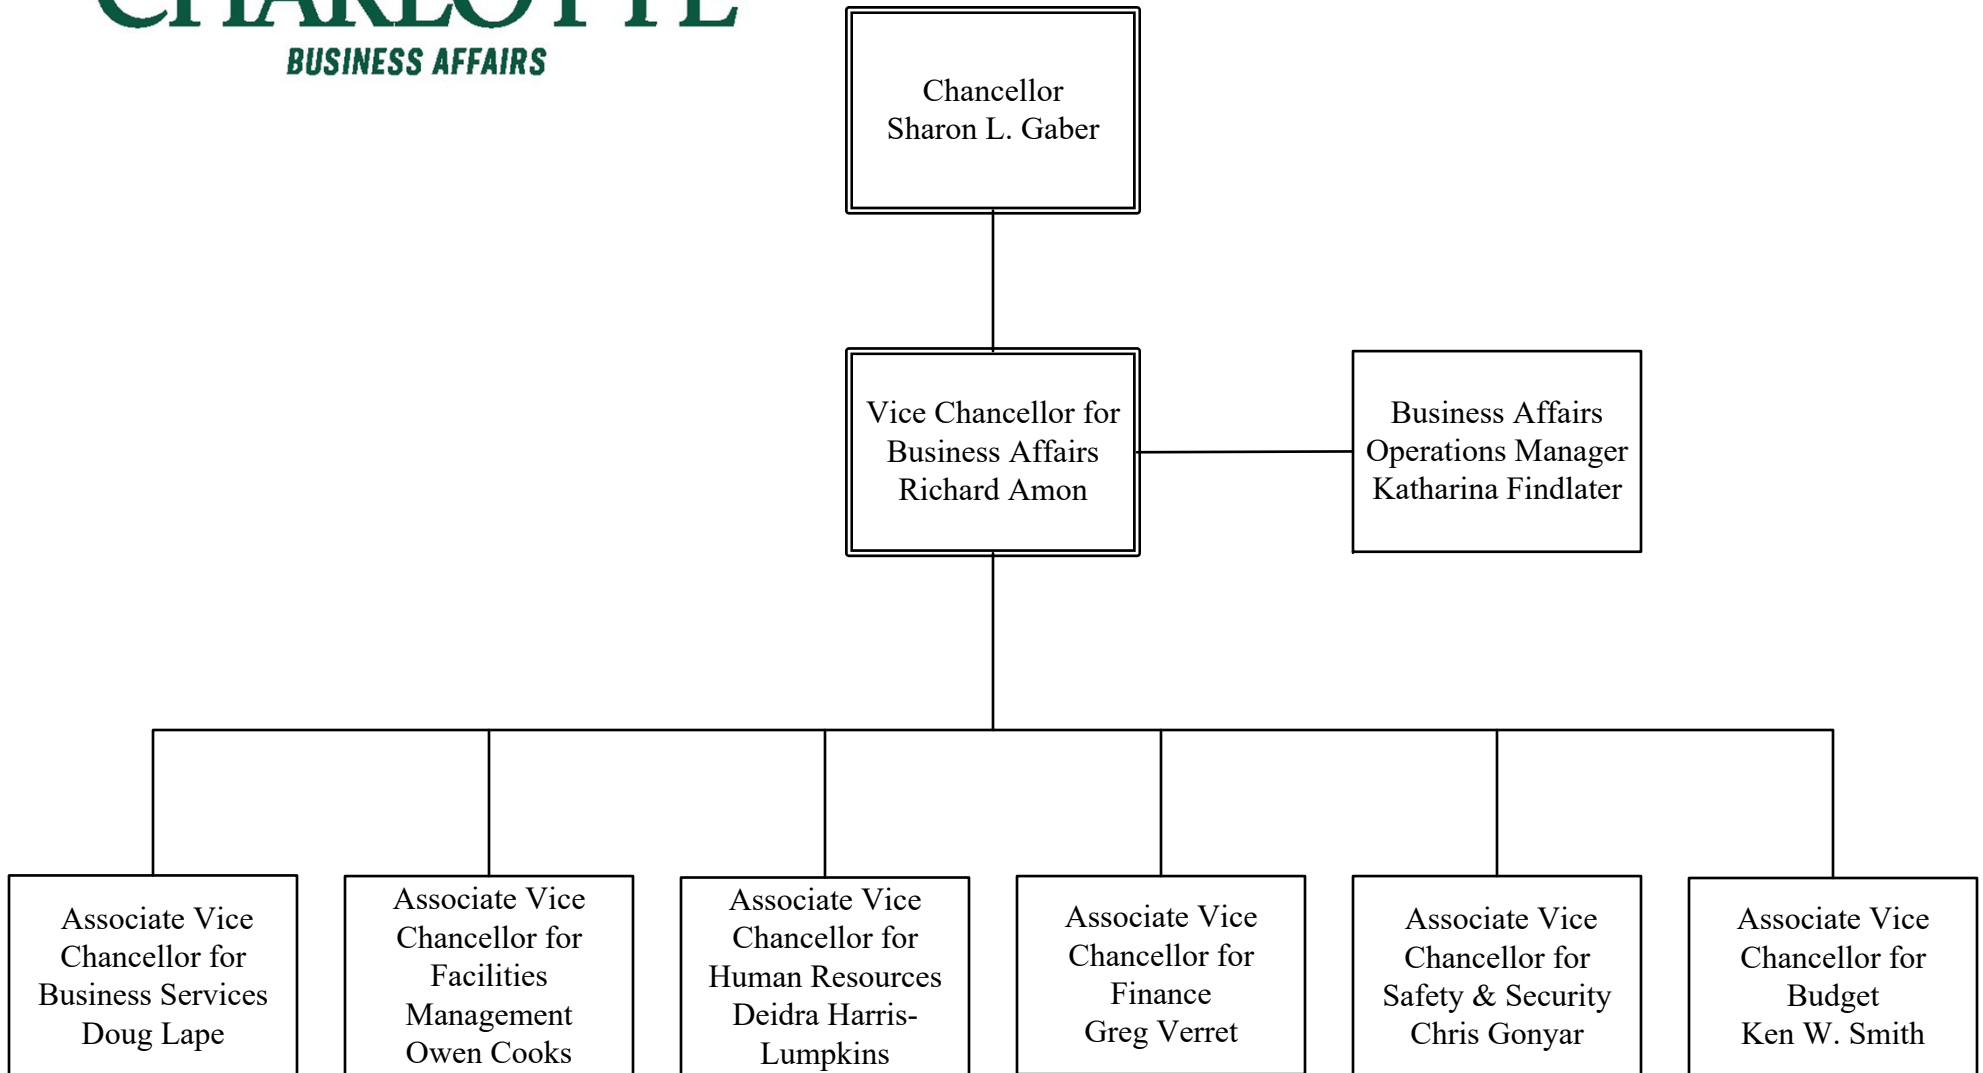 CHARLOTTE
BUSINESS AFFAIRS
Chancellor
Sharon L. Gaber
Vice Chancellor for
Business Affairs
Richard Amon
Business Affairs
Operations Manager
Katharina Findlater
Associate Vice
Chancellor for
Business Services
Doug Lape
Associate Vice
Chancellor for
Facilities
Management
Owen Cooks
Associate Vice
Chancellor for
Human Resources
Deidra Harris-
Lumpkins
Associate Vice
Chancellor for
Finance
Greg Verret
Associate Vice
Chancellor for
Safety & Security
Chris Gonyar
Associate Vice
Chancellor for
Budget
Ken W. Smith